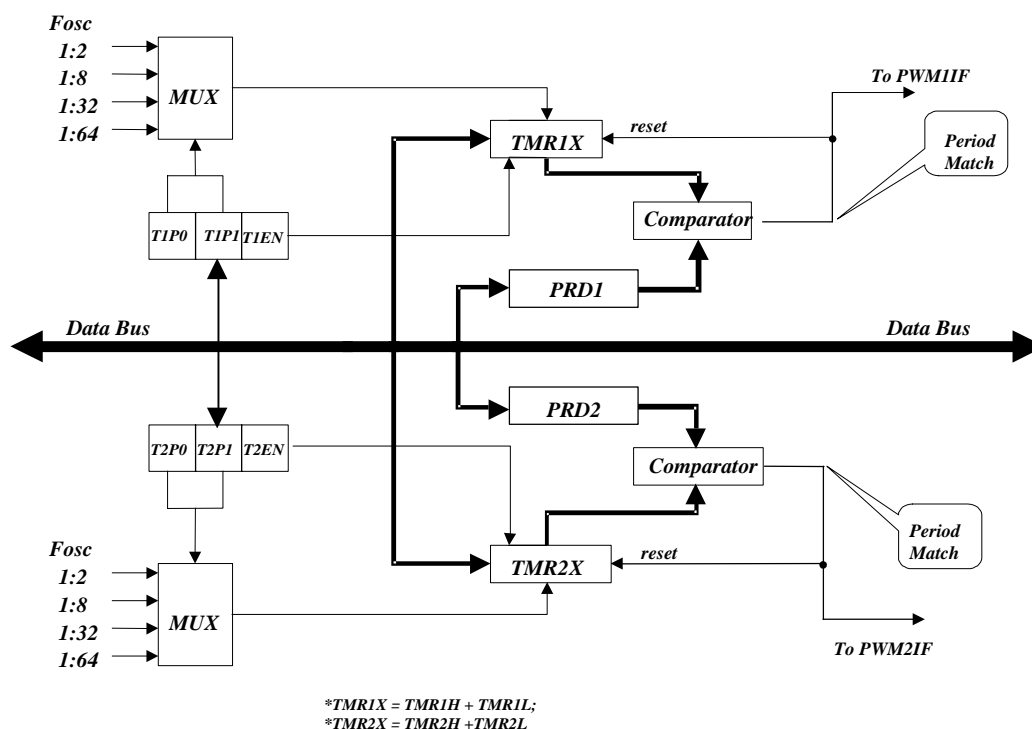 Fosc
1:2
1:8
1:32
1:64
MUX
To PWM1IF
TMR1X
reset
Period
Match
T1P0 T1P1 T1EN
Comparator
PRD1
Data Bus
Data Bus
PRD2
T2P0 T2P1 T2EN
Comparator
Period
Match
Fosc
1:2
1:8
1:32
1:64
MUX
TMR2X
reset
To PWM2IF
*TMR1X = TMR1H + TMR1L;
*TMR2X = TMR2H +TMR2L